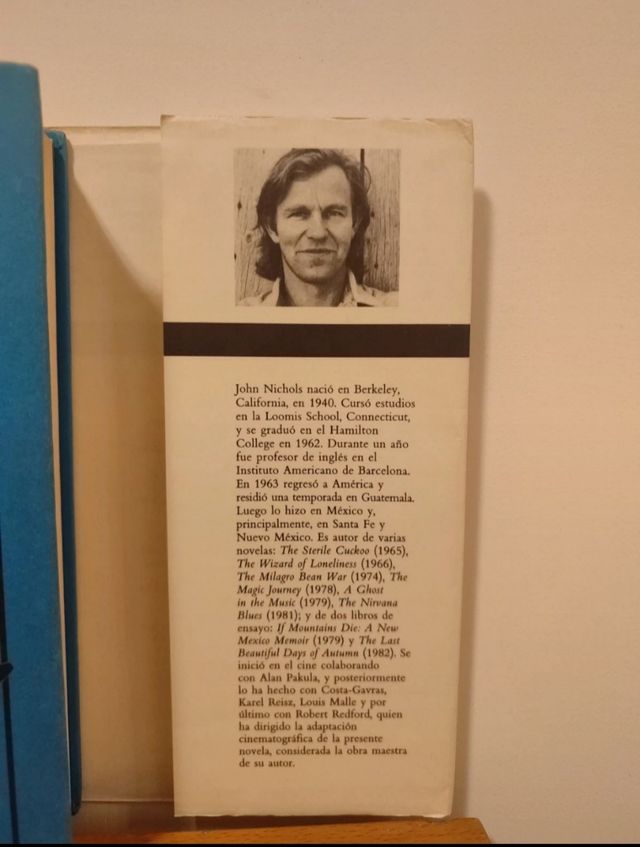 John Nichols nació en Berkeley,
California, en 1940. Cursó estudios
en la Loomis School, Connecticut,
y se graduó en el Hamilton
College en 1962. Durante un año
fue profesor de inglés en el
Instituto Americano de Barcelona.
En 1963 regresó a América y
residió una temporada en Guatemala.
Luego lo hizo en México y,
principalmente, en Santa Fe y
Nuevo México. Es autor de varias
novelas: The Sterile Cuckoo (1965),
The Wizard of Loneliness (1966),
The Milagro Bean War (1974), The
Magic Journey (1978), A Ghost
in the Music (1979), The Nirvana
Blues (1981); y de dos libros de
ensayo: If Mountains Die: A New
Mexico Memoir (1979) y The Last
Beautiful Days of Autumn (1982). Se
inició en el cine colaborando
con Alan Pakula, y posteriormente
lo ha hecho con Costa-Gavras,
Karel Reisz, Louis Malle y por
último con Robert Redford, quien
ha dirigido la adaptación
cinematográfica de la presente
novela, considerada la obra maestra
de su autor.